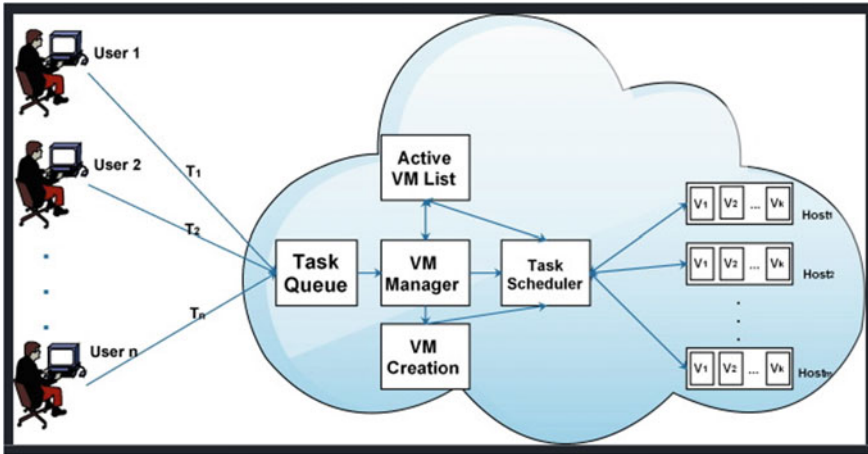 User 1
User 2
User n
T₁
T₂
Tₙ
Task
Queue
Active
VM List
VM
Manager
VM
Creation
Task
Scheduler
V₁ V₂ ... Vₖ
Host₁
V₁ V₂ ... Vₖ
Host₂
V₁ V₂ ... Vₖ
Hostₘ